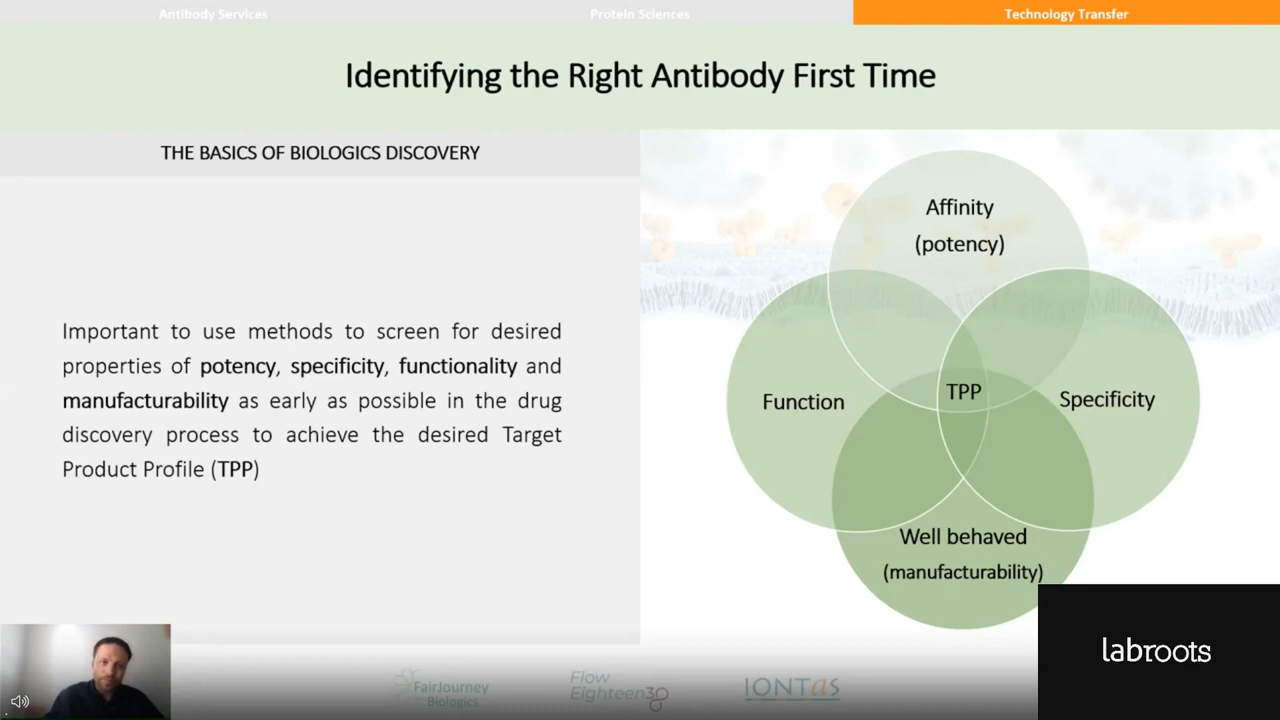 Antibody Services
Protein Sciences
Technology Transfer
Identifying the Right Antibody First Time
THE BASICS OF BIOLOGICS DISCOVERY
Important to use methods to screen for desired
properties of potency, specificity, functionality and
manufacturability as early as possible in the drug
discovery process to achieve the desired Target
Product Profile (TPP)
Affinity
(potency)
Function
TPP
Specificity
Well behaved
(manufacturability)
FairJourney
Biologics
Flow
Eighteen38
IONTAS
labroots